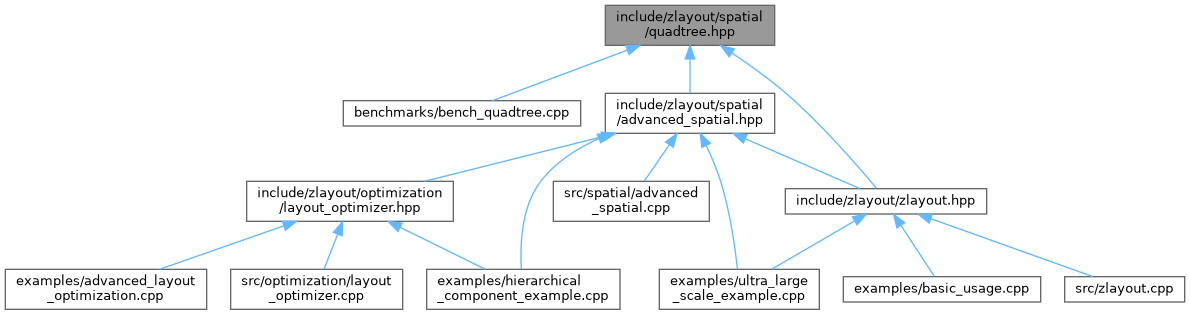 include/zlayout/spatial
/quadtree.hpp
benchmarks/bench_quadtree.cpp
include/zlayout/spatial
/advanced_spatial.hpp
include/zlayout/optimization
/layout_optimizer.hpp
src/spatial/advanced
_spatial.cpp
include/zlayout/zlayout.hpp
examples/advanced_layout
_optimization.cpp
src/optimization/layout
_optimizer.cpp
examples/hierarchical
_component_example.cpp
examples/ultra_large
_scale_example.cpp
examples/basic_usage.cpp
src/zlayout.cpp